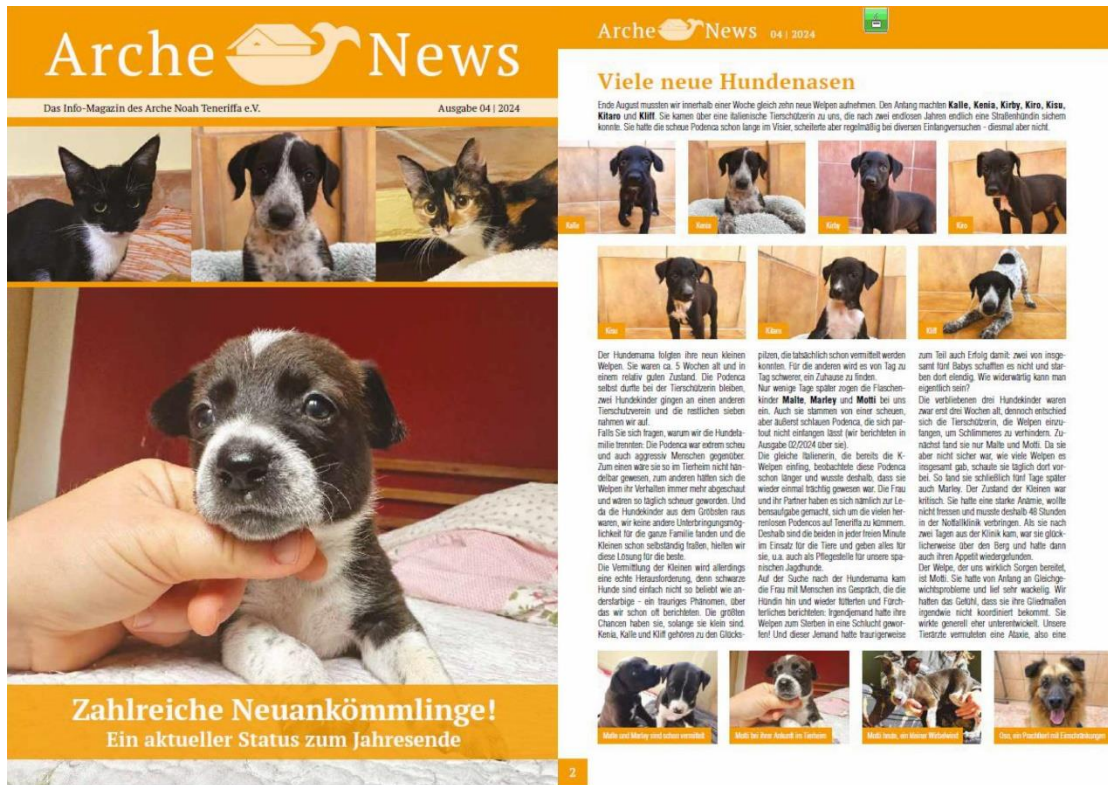 Arche News
Das Info-Magazin des Arche Noah Teneriffa e.V.
Ausgabe 04 | 2024
Zahlreiche Neuankömmlinge!
Ein aktueller Status zum Jahresende
Arche News 04 | 2024
Viele neue Hundenasen
Ende August mussten wir innerhalb einer Woche gleich zehn neue Welpen aufnehmen. Den Anfang machten Kalle, Kenia, Kirby, Kiro, Kisu,
Kitaro und Kliff. Sie kamen über eine italienische Tierschützerin zu uns, die nach zwei endlosen Jahren endlich eine Straßenhündin sichern
konnte. Sie hatte die scheue Podenca schon lange im Visier, scheiterte aber regelmäßig bei diversen Einfangversuchen - diesmal aber nicht.
Kalle
Kenia
Kirby
Kiro
Kisu
Kitaro
Kliff
Der Hundemama folgten ihre neun kleinen
Welpen. Sie waren ca. 5 Wochen alt und in
einem relativ guten Zustand. Die Podenca
selbst durfte bei der Tierschützerin bleiben,
zwei Hundekinder gingen an einen anderen
Tierschutzverein und die restlichen sieben
nahmen wir auf.
Falls Sie sich fragen, warum wir die Hundefa-
milie trennten: Die Podenca war extrem scheu
und auch aggressiv Menschen gegenüber.
Zum einen wäre sie so im Tierheim nicht hän-
delbar gewesen, zum anderen hätten sich die
Welpen ihr Verhalten immer mehr abgeschaut
und wären so täglich scheuer geworden. Und
da die Hundekinder aus dem Gröbsten raus
waren, wir keine andere Unterbringungsmög-
lichkeit für die ganze Familie fanden und die
Kleinen schon selbständig fraßen, hielten wir
diese Lösung für die beste.
Die Vermittlung der Kleinen wird allerdings
eine echte Herausforderung, denn schwarze
Hunde sind einfach nicht so beliebt wie an-
dersfarbige - ein trauriges Phänomen, über
das wir schon oft berichteten. Die größten
Chancen haben sie, solange sie klein sind.
Kenia, Kalle und Kliff gehören zu den Glücks-
pilzen, die tatsächlich schon vermittelt werden
konnten. Für die anderen wird es von Tag zu
Tag schwerer, ein Zuhause zu finden.
Nur wenige Tage später zogen die Flaschen-
kinder Malte, Marley und Motti bei uns
ein. Auch sie stammen von einer scheuen,
aber äußerst schlauen Podenca, die sich par-
tout nicht einfangen lässt (wir berichteten in
Ausgabe 02/2024 über sie).
Die gleiche Italienerin, die bereits die K-
Welpen einfing, beobachtete diese Podenca
schon länger und wusste deshalb, dass sie
wieder einmal trächtig gewesen war. Die Frau
und ihr Partner haben es sich nämlich zur Le-
bensaufgabe gemacht, sich um die vielen her-
renlosen Podencos auf Teneriffa zu kümmern.
Deshalb sind die beiden in jeder freien Minute
im Einsatz für die Tiere und geben alles für
sie, u.a. auch als Pflegestelle für unsere spa-
nischen Jagdhunde.
Auf der Suche nach der Hundemama kam
die Frau mit Menschen ins Gespräch, die die
Hündin hin und wieder fütterten und Fürch-
terliches berichteten: Irgendjemand hatte die
Welpen zum Sterben in eine Schlucht gewor-
fen! Und dieser Jemand hatte traurigerweise
zum Teil auch Erfolg damit: zwei von insge-
samt fünf Babys schafften es nicht und star-
ben dort elendig. Wie widerwärtig kann man
eigentlich sein?
Die verbliebenen drei Hundekinder waren
zwar erst drei Wochen alt, dennoch entschied
sich die Tierschützerin, die Welpen einzu-
fangen, um Schlimmeres zu verhindern. Zu-
nächst fand sie nur Malte und Motti. Da sie
aber nicht sicher war, wie viele Welpen es
insgesamt gab, schaute sie täglich dort vor-
bei. So fand sie schließlich fünf Tage später
auch Marley. Der Zustand der Kleinen war
kritisch. Sie hatte eine starke Anämie, wollte
nicht fressen und musste deshalb 48 Stunden
in der Notfallklinik verbringen. Als sie nach
zwei Tagen aus der Klinik kam, war sie glück-
licherweise über den Berg und hatte dann
auch ihren Appetit wiedergefunden.
Der Welpe, der uns wirklich Sorgen bereitet,
ist Motti. Sie hatte von Anfang an Gleichge-
wichtsprobleme und lief sehr wackelig. Wir
hatten das Gefühl, dass sie ihre Gliedmaßen
irgendwie nicht koordiniert bekommt. Sie
wirkte generell eher unterentwickelt. Unsere
Tierärzte vermuteten eine Ataxie, also eine
Malte und Marley sind schon vermittelt
Motti bei ihrer Ankunft im Tierheim
Motti heute, ein kleiner Wirbelwind
Oso, ein Prachtkerl mit Einschränkungen
2